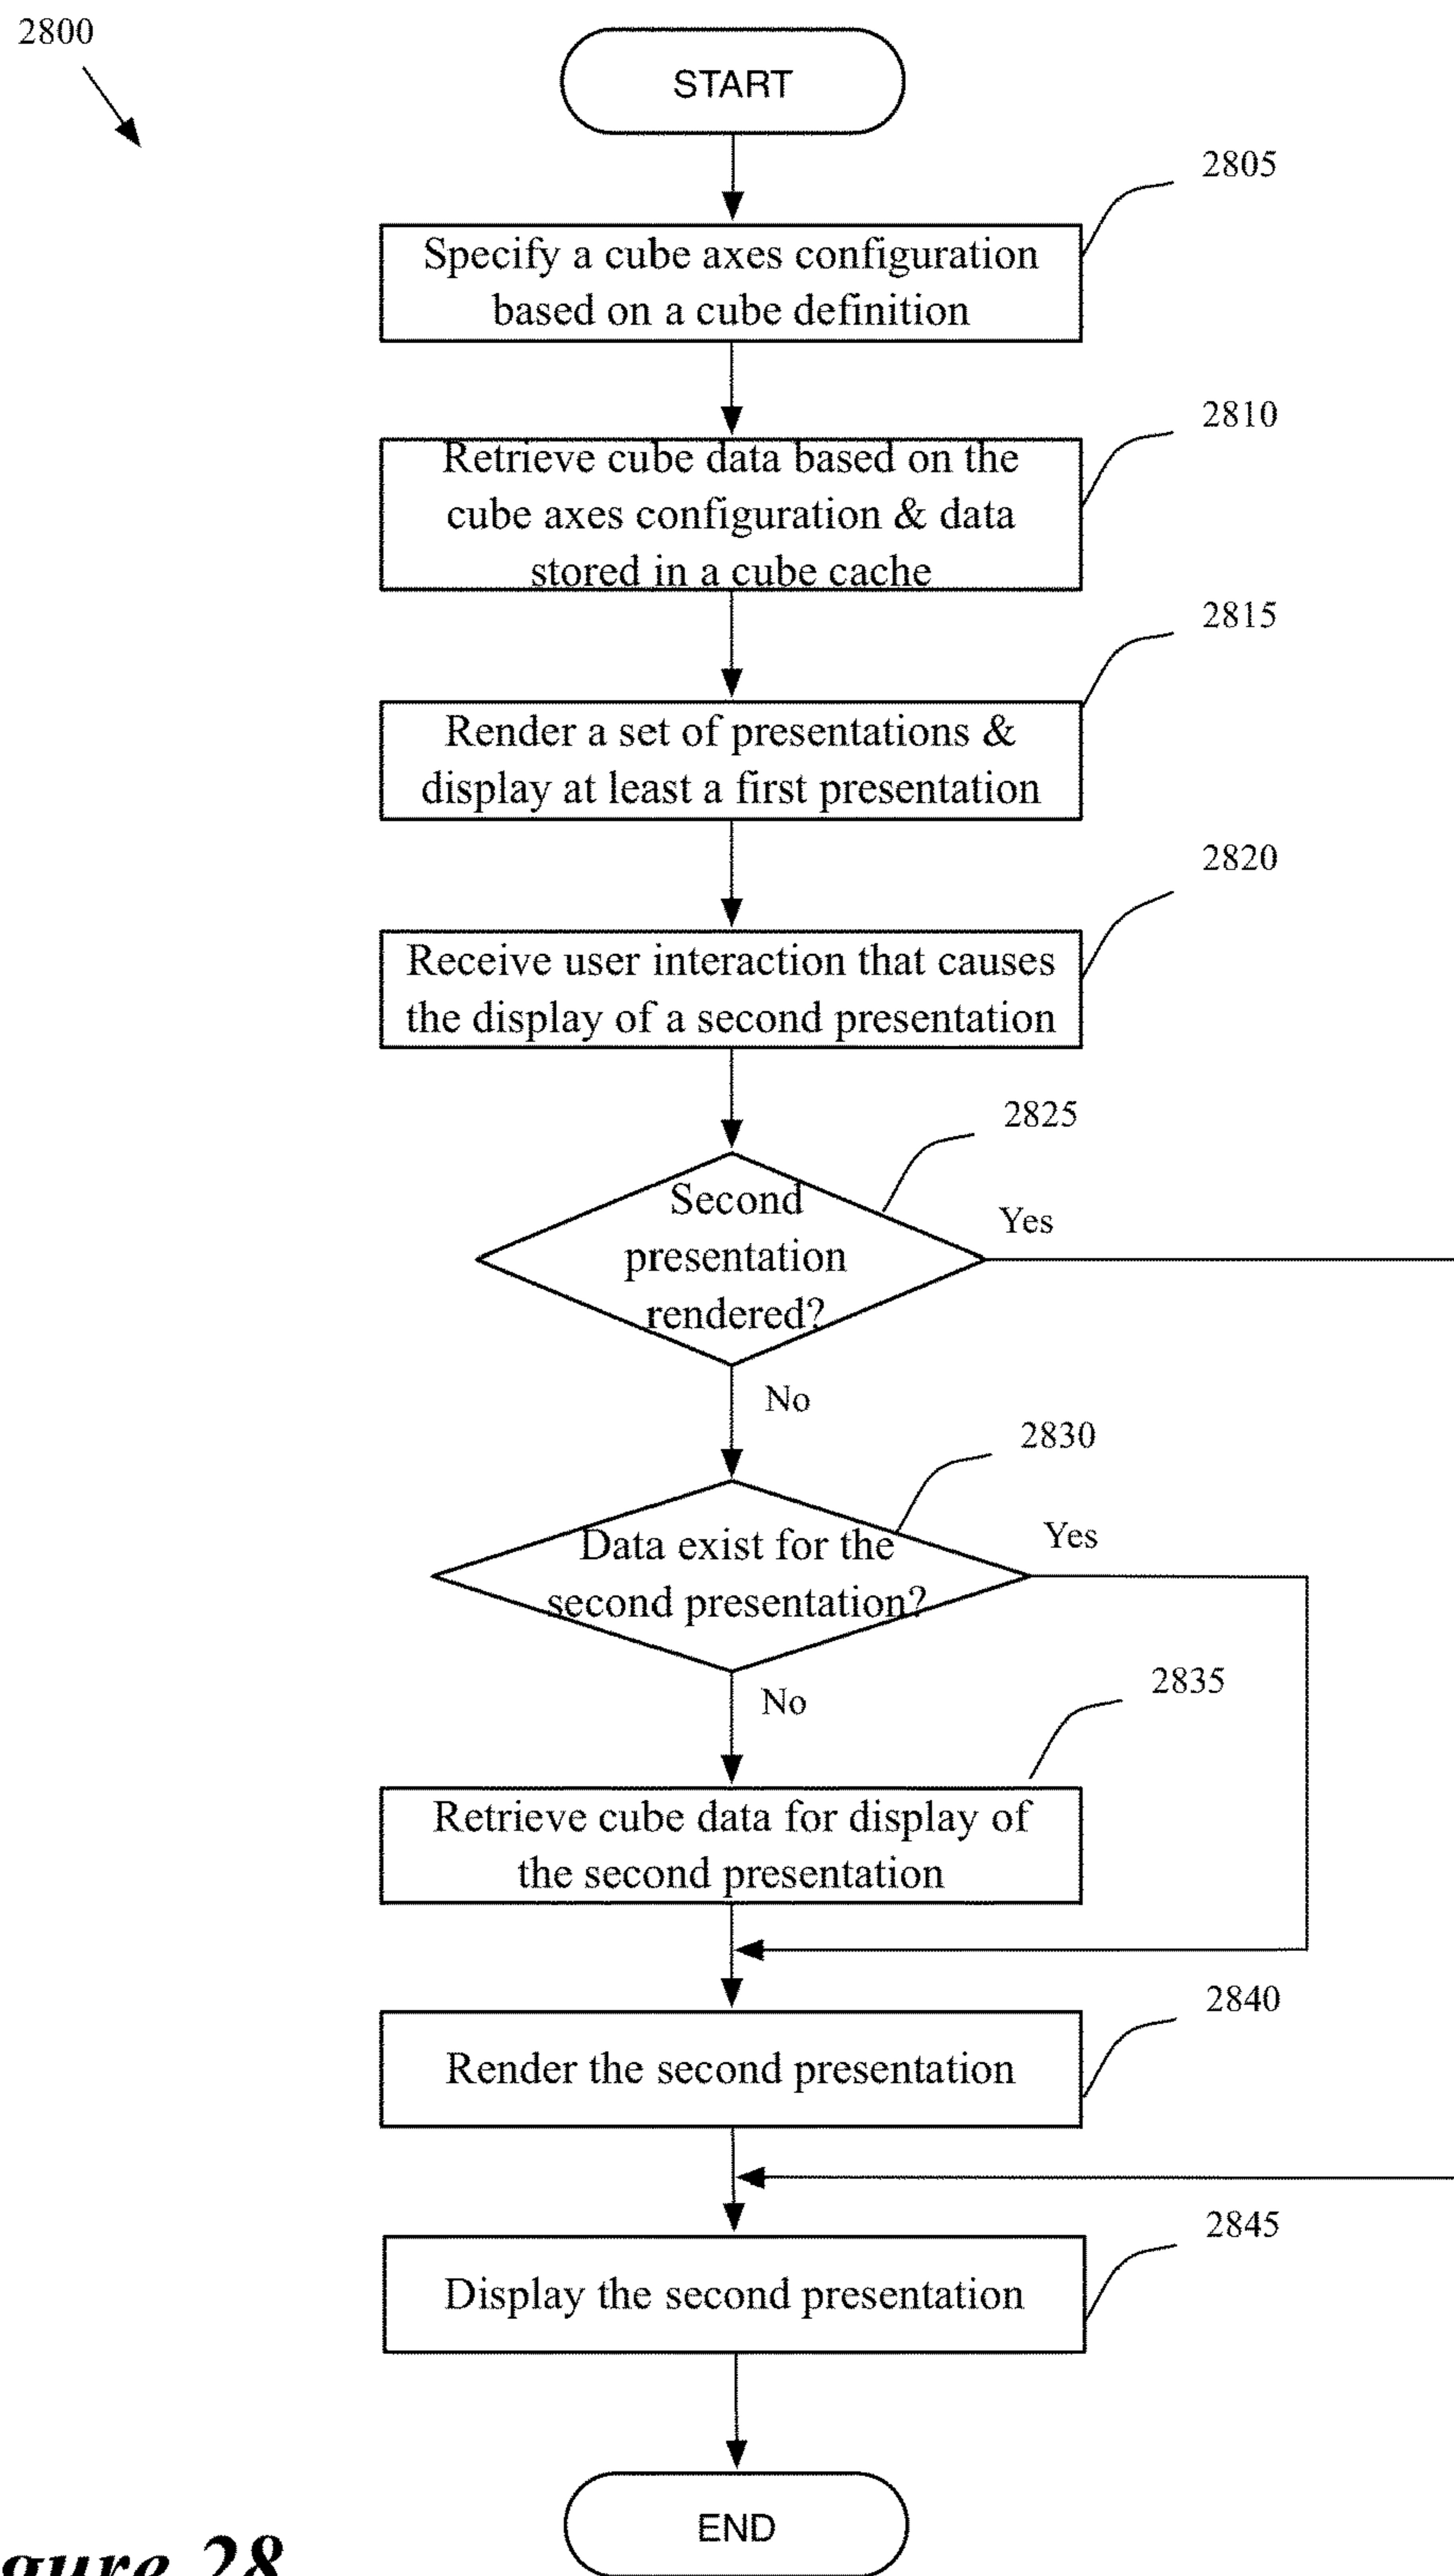 2800
START
2805
Specify a cube axes configuration
based on a cube definition
2810
Retrieve cube data based on the
cube axes configuration & data
stored in a cube cache
2815
Render a set of presentations &
display at least a first presentation
2820
Receive user interaction that causes
the display of a second presentation
2825
Second
presentation
rendered?
Yes
No
2830
Data exist for the
second presentation?
Yes
No
2835
Retrieve cube data for display of
the second presentation
2840
Render the second presentation
2845
Display the second presentation
END
gure 28